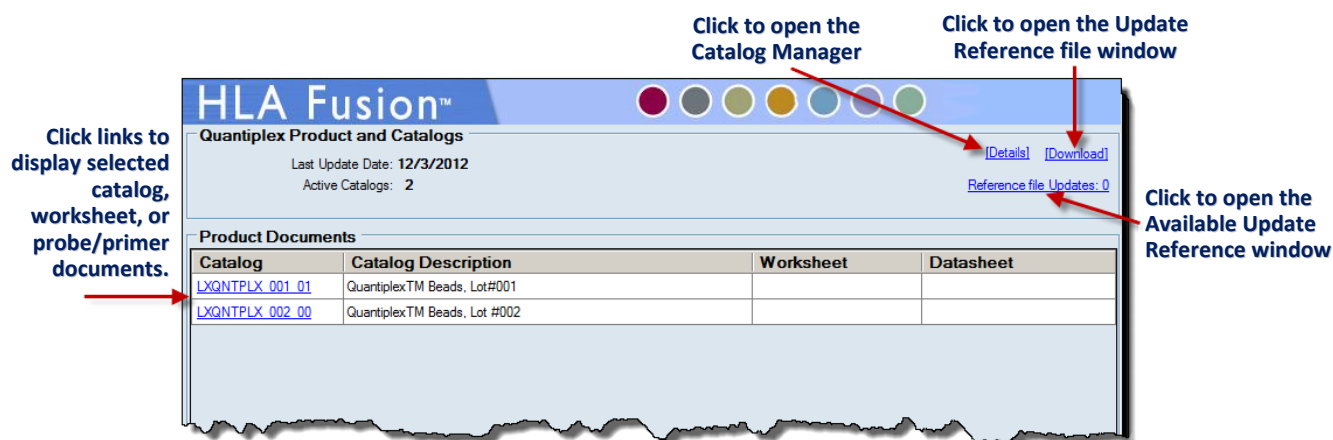 Click to open the
Catalog Manager
Click to open the Update
Reference file window
HLA Fusion™
Click links to
display selected
catalog,
worksheet, or
probe/primer
documents.
Quantiplex Product and Catalogs
Last Update Date: 12/3/2012
Active Catalogs: 2
[Details] [Download]
Reference file Updates: 0
Click to open the
Available Update
Reference window
Product Documents
Catalog Catalog Description Worksheet Datasheet
LXQNTPLX_001_01 QuantiplexTM Beads, Lot#001
LXQNTPLX_002_00 QuantiplexTM Beads, Lot #002